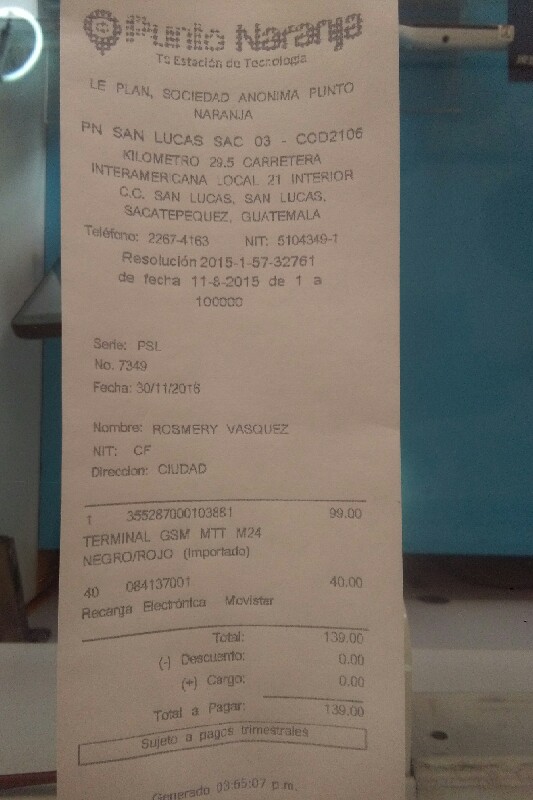 Punto Naranja
Tu Estación de Tecnología
LE PLAN, SOCIEDAD ANONIMA PUNTO
NARANJA
PN SAN LUCAS SAC 03 - COD2106
KILOMETRO 29.5 CARRETERA
INTERAMERICANA LOCAL 21 INTERIOR
C.C. SAN LUCAS, SAN LUCAS,
SACATEPEQUEZ, GUATEMALA
Teléfono: 2267-4163 NIT: 5104349-1
Resolución 2015-1-57-32761
de fecha 11-8-2015 de 1 a
100000
Serie: PSL
No. 7349
Fecha: 30/11/2016
Nombre: ROSMERY VASQUEZ
NIT: CF
Direccion: CIUDAD
1 355287000103881 99.00
TERMINAL GSM MTT M24
NEGRO/ROJO (Importado)
40 084137001 40.00
Recarga Electrónica Movistar
Total: 139.00
(-) Descuento: 0.00
(+) Cargo: 0.00
Total a Pagar: 139.00
Sujeto a pagos trimestrales
Generado 03:55:07 p.m.